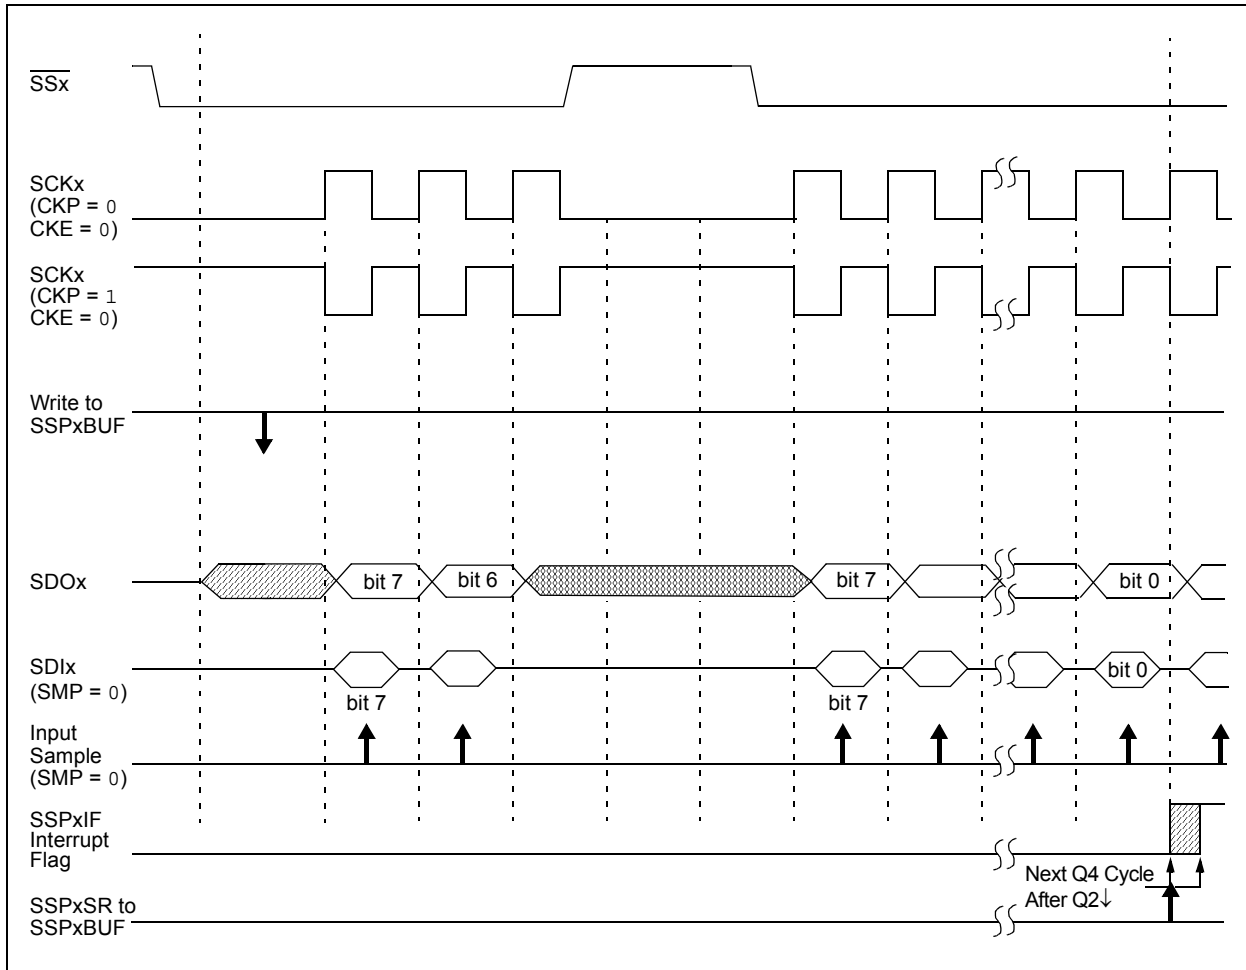 SSx
SCKx
(CKP = 0
CKE = 0)
SCKx
(CKP = 1
CKE = 0)
Write to
SSPxBUF
SDOx
bit 7
bit 6
bit 7
bit 0
SDIx
(SMP = 0)
bit 7
bit 7
bit 0
Input
Sample
(SMP = 0)
SSPxIF
Interrupt
Flag
Next Q4 Cycle
After Q2↓
SSPxSR to
SSPxBUF